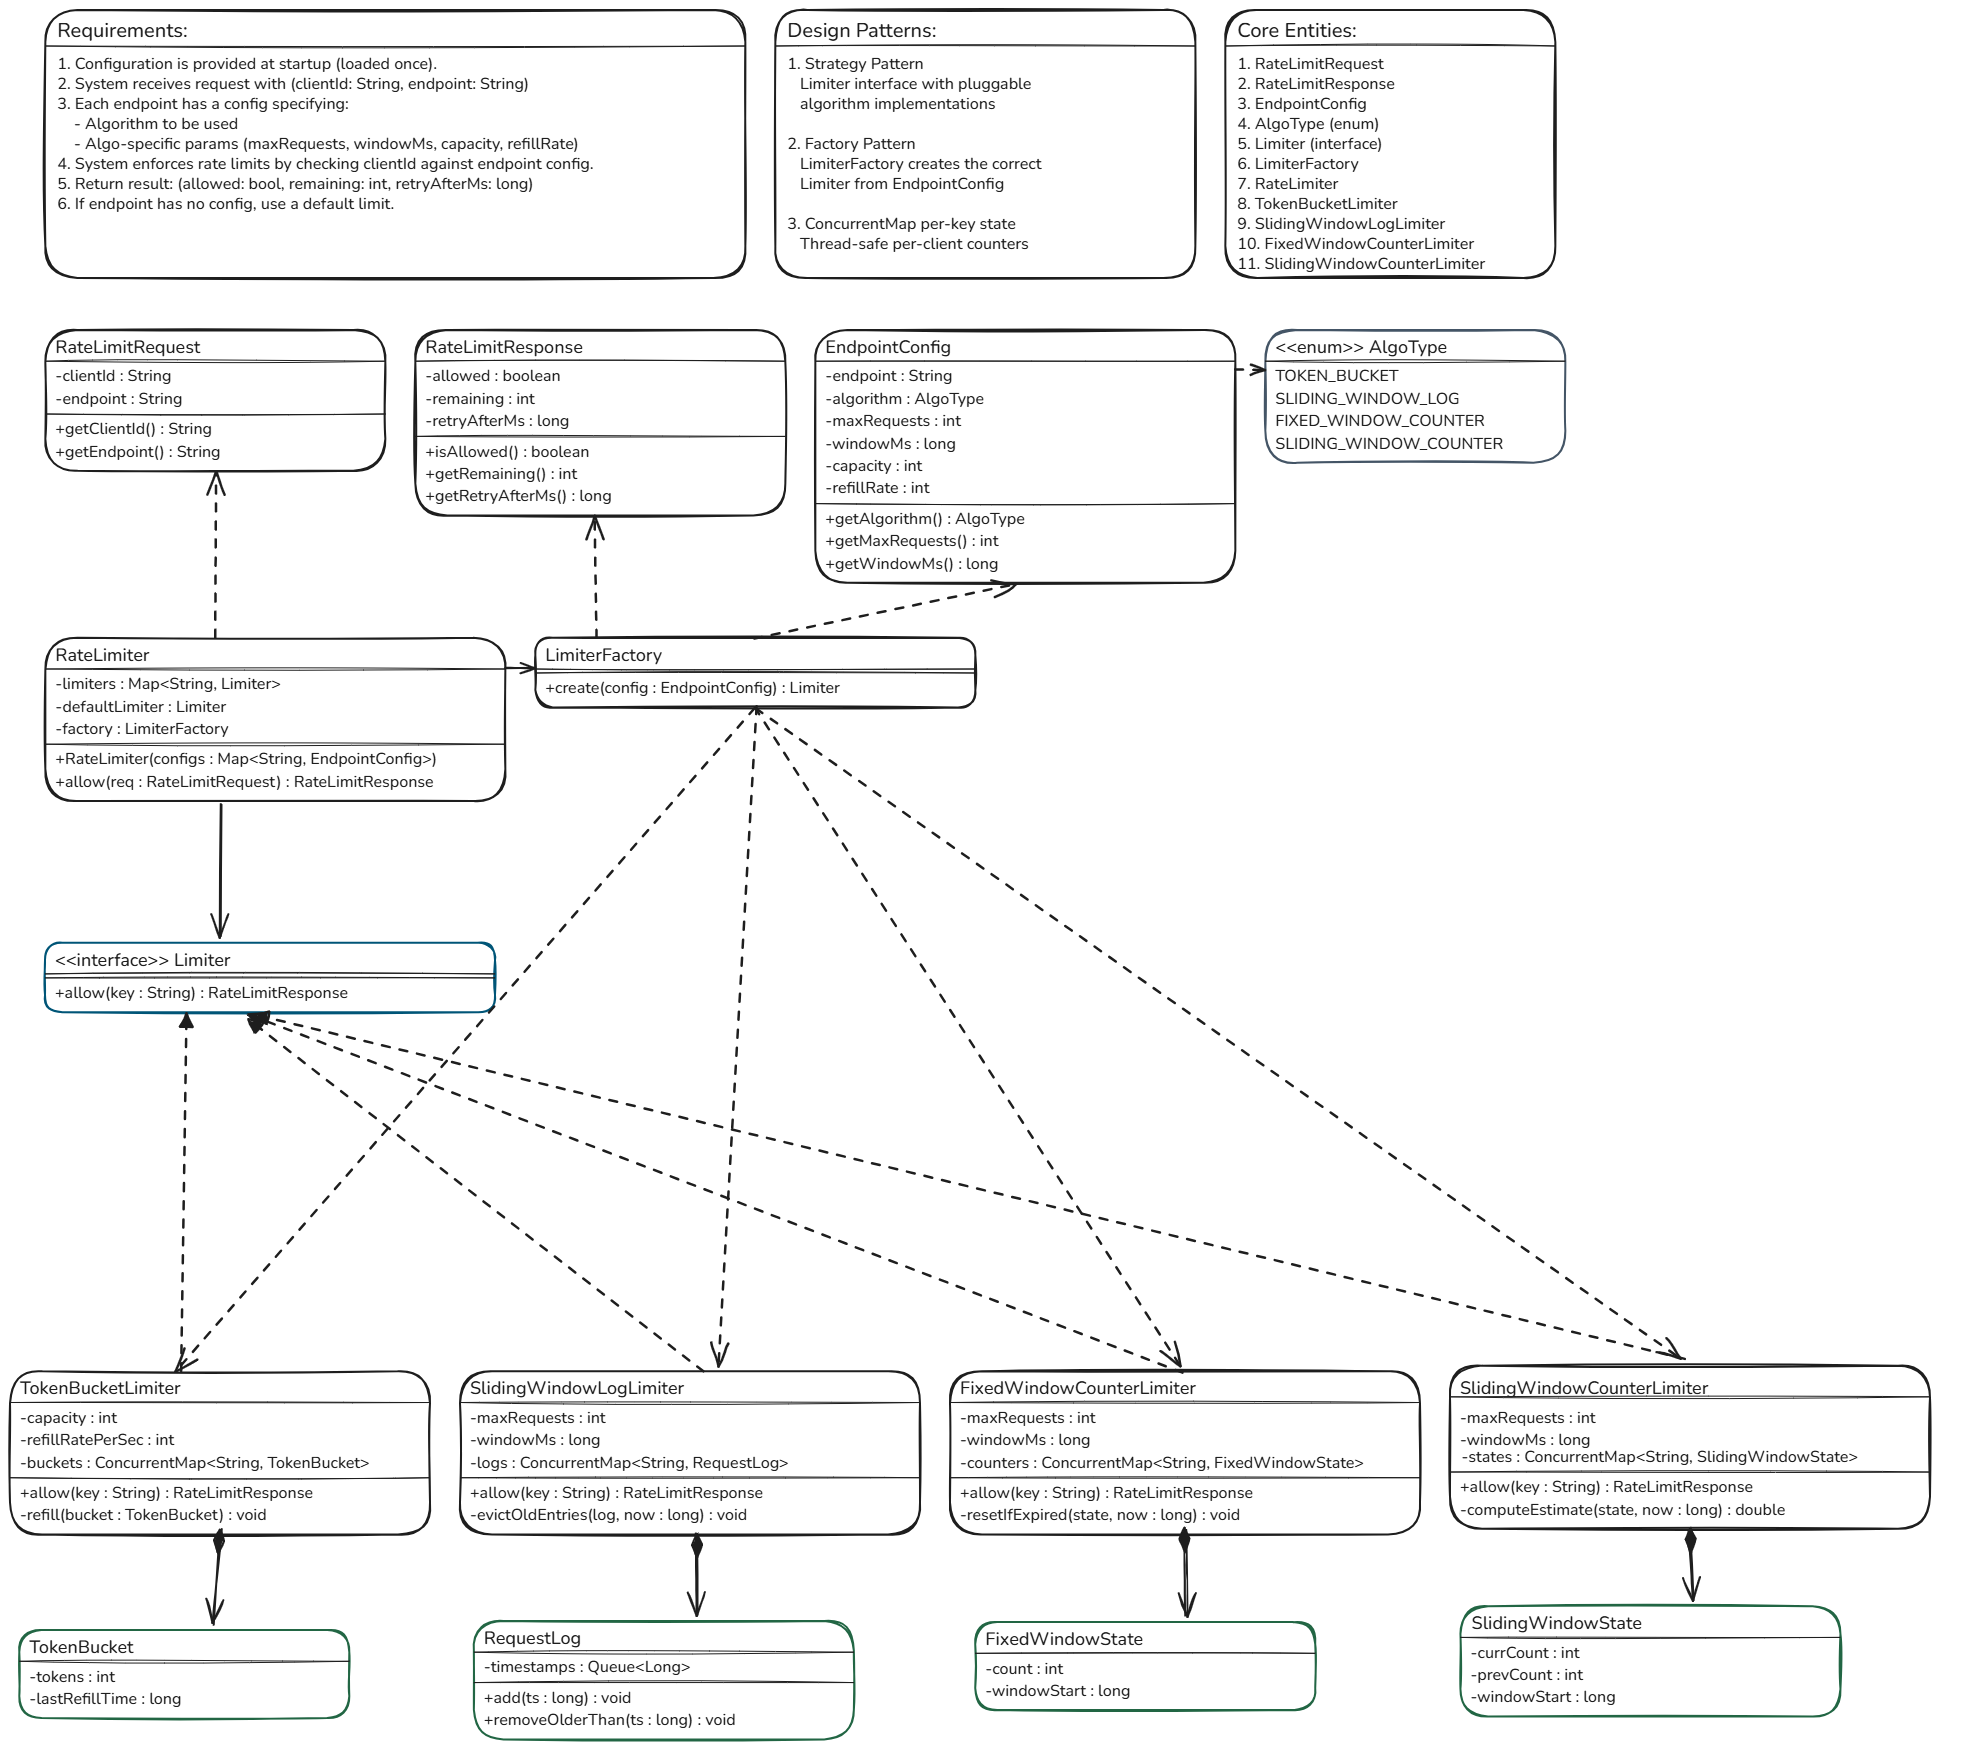 Requirements:
1. Configuration is provided at startup (loaded once).
2. System receives request with (clientId: String, endpoint: String)
3. Each endpoint has a config specifying:
- Algorithm to be used
- Algo-specific params (maxRequests, windowMs, capacity, refillRate)
4. System enforces rate limits by checking clientId against endpoint config.
5. Return result: (allowed: bool, remaining: int, retryAfterMs: long)
6. If endpoint has no config, use a default limit.
Design Patterns:
1. Strategy Pattern
Limiter interface with pluggable
algorithm implementations
2. Factory Pattern
LimiterFactory creates the correct
Limiter from EndpointConfig
3. ConcurrentMap per-key state
Thread-safe per-client counters
Core Entities:
1. RateLimitRequest
2. RateLimitResponse
3. EndpointConfig
4. AlgoType (enum)
5. Limiter (interface)
6. LimiterFactory
7. RateLimiter
8. TokenBucketLimiter
9. SlidingWindowLogLimiter
10. FixedWindowCounterLimiter
11. SlidingWindowCounterLimiter
RateLimitRequest
-clientId : String
-endpoint : String
+getClientId() : String
+getEndpoint() : String
RateLimitResponse
-allowed : boolean
-remaining : int
-retryAfterMs : long
+isAllowed() : boolean
+getRemaining() : int
+getRetryAfterMs() : long
EndpointConfig
-endpoint : String
-algorithm : AlgoType
-maxRequests : int
-windowMs : long
-capacity : int
-refillRate : int
+getAlgorithm() : AlgoType
+getMaxRequests() : int
+getWindowMs() : long
<<enum>> AlgoType
TOKEN_BUCKET
SLIDING_WINDOW_LOG
FIXED_WINDOW_COUNTER
SLIDING_WINDOW_COUNTER
RateLimiter
-limiters : Map<String, Limiter>
-defaultLimiter : Limiter
-factory : LimiterFactory
+RateLimiter(configs : Map<String, EndpointConfig>)
+allow(req : RateLimitRequest) : RateLimitResponse
LimiterFactory
+create(config : EndpointConfig) : Limiter
<<interface>> Limiter
+allow(key : String) : RateLimitResponse
TokenBucketLimiter
-capacity : int
-refillRatePerSec : int
-buckets : ConcurrentMap<String, TokenBucket>
+allow(key : String) : RateLimitResponse
-refill(bucket : TokenBucket) : void
SlidingWindowLogLimiter
-maxRequests : int
-windowMs : long
-logs : ConcurrentMap<String, RequestLog>
+allow(key : String) : RateLimitResponse
-evictOldEntries(log, now : long) : void
FixedWindowCounterLimiter
-maxRequests : int
-windowMs : long
-counters : ConcurrentMap<String, FixedWindowState>
+allow(key : String) : RateLimitResponse
-resetIfExpired(state, now : long) : void
SlidingWindowCounterLimiter
-maxRequests : int
-windowMs : long
-states : ConcurrentMap<String, SlidingWindowState>
+allow(key : String) : RateLimitResponse
-computeEstimate(state, now : long) : double
TokenBucket
-tokens : int
-lastRefillTime : long
RequestLog
-timestamps : Queue<Long>
+add(ts : long) : void
+removeOlderThan(ts : long) : void
FixedWindowState
-count : int
-windowStart : long
SlidingWindowState
-currCount : int
-prevCount : int
-windowStart : long